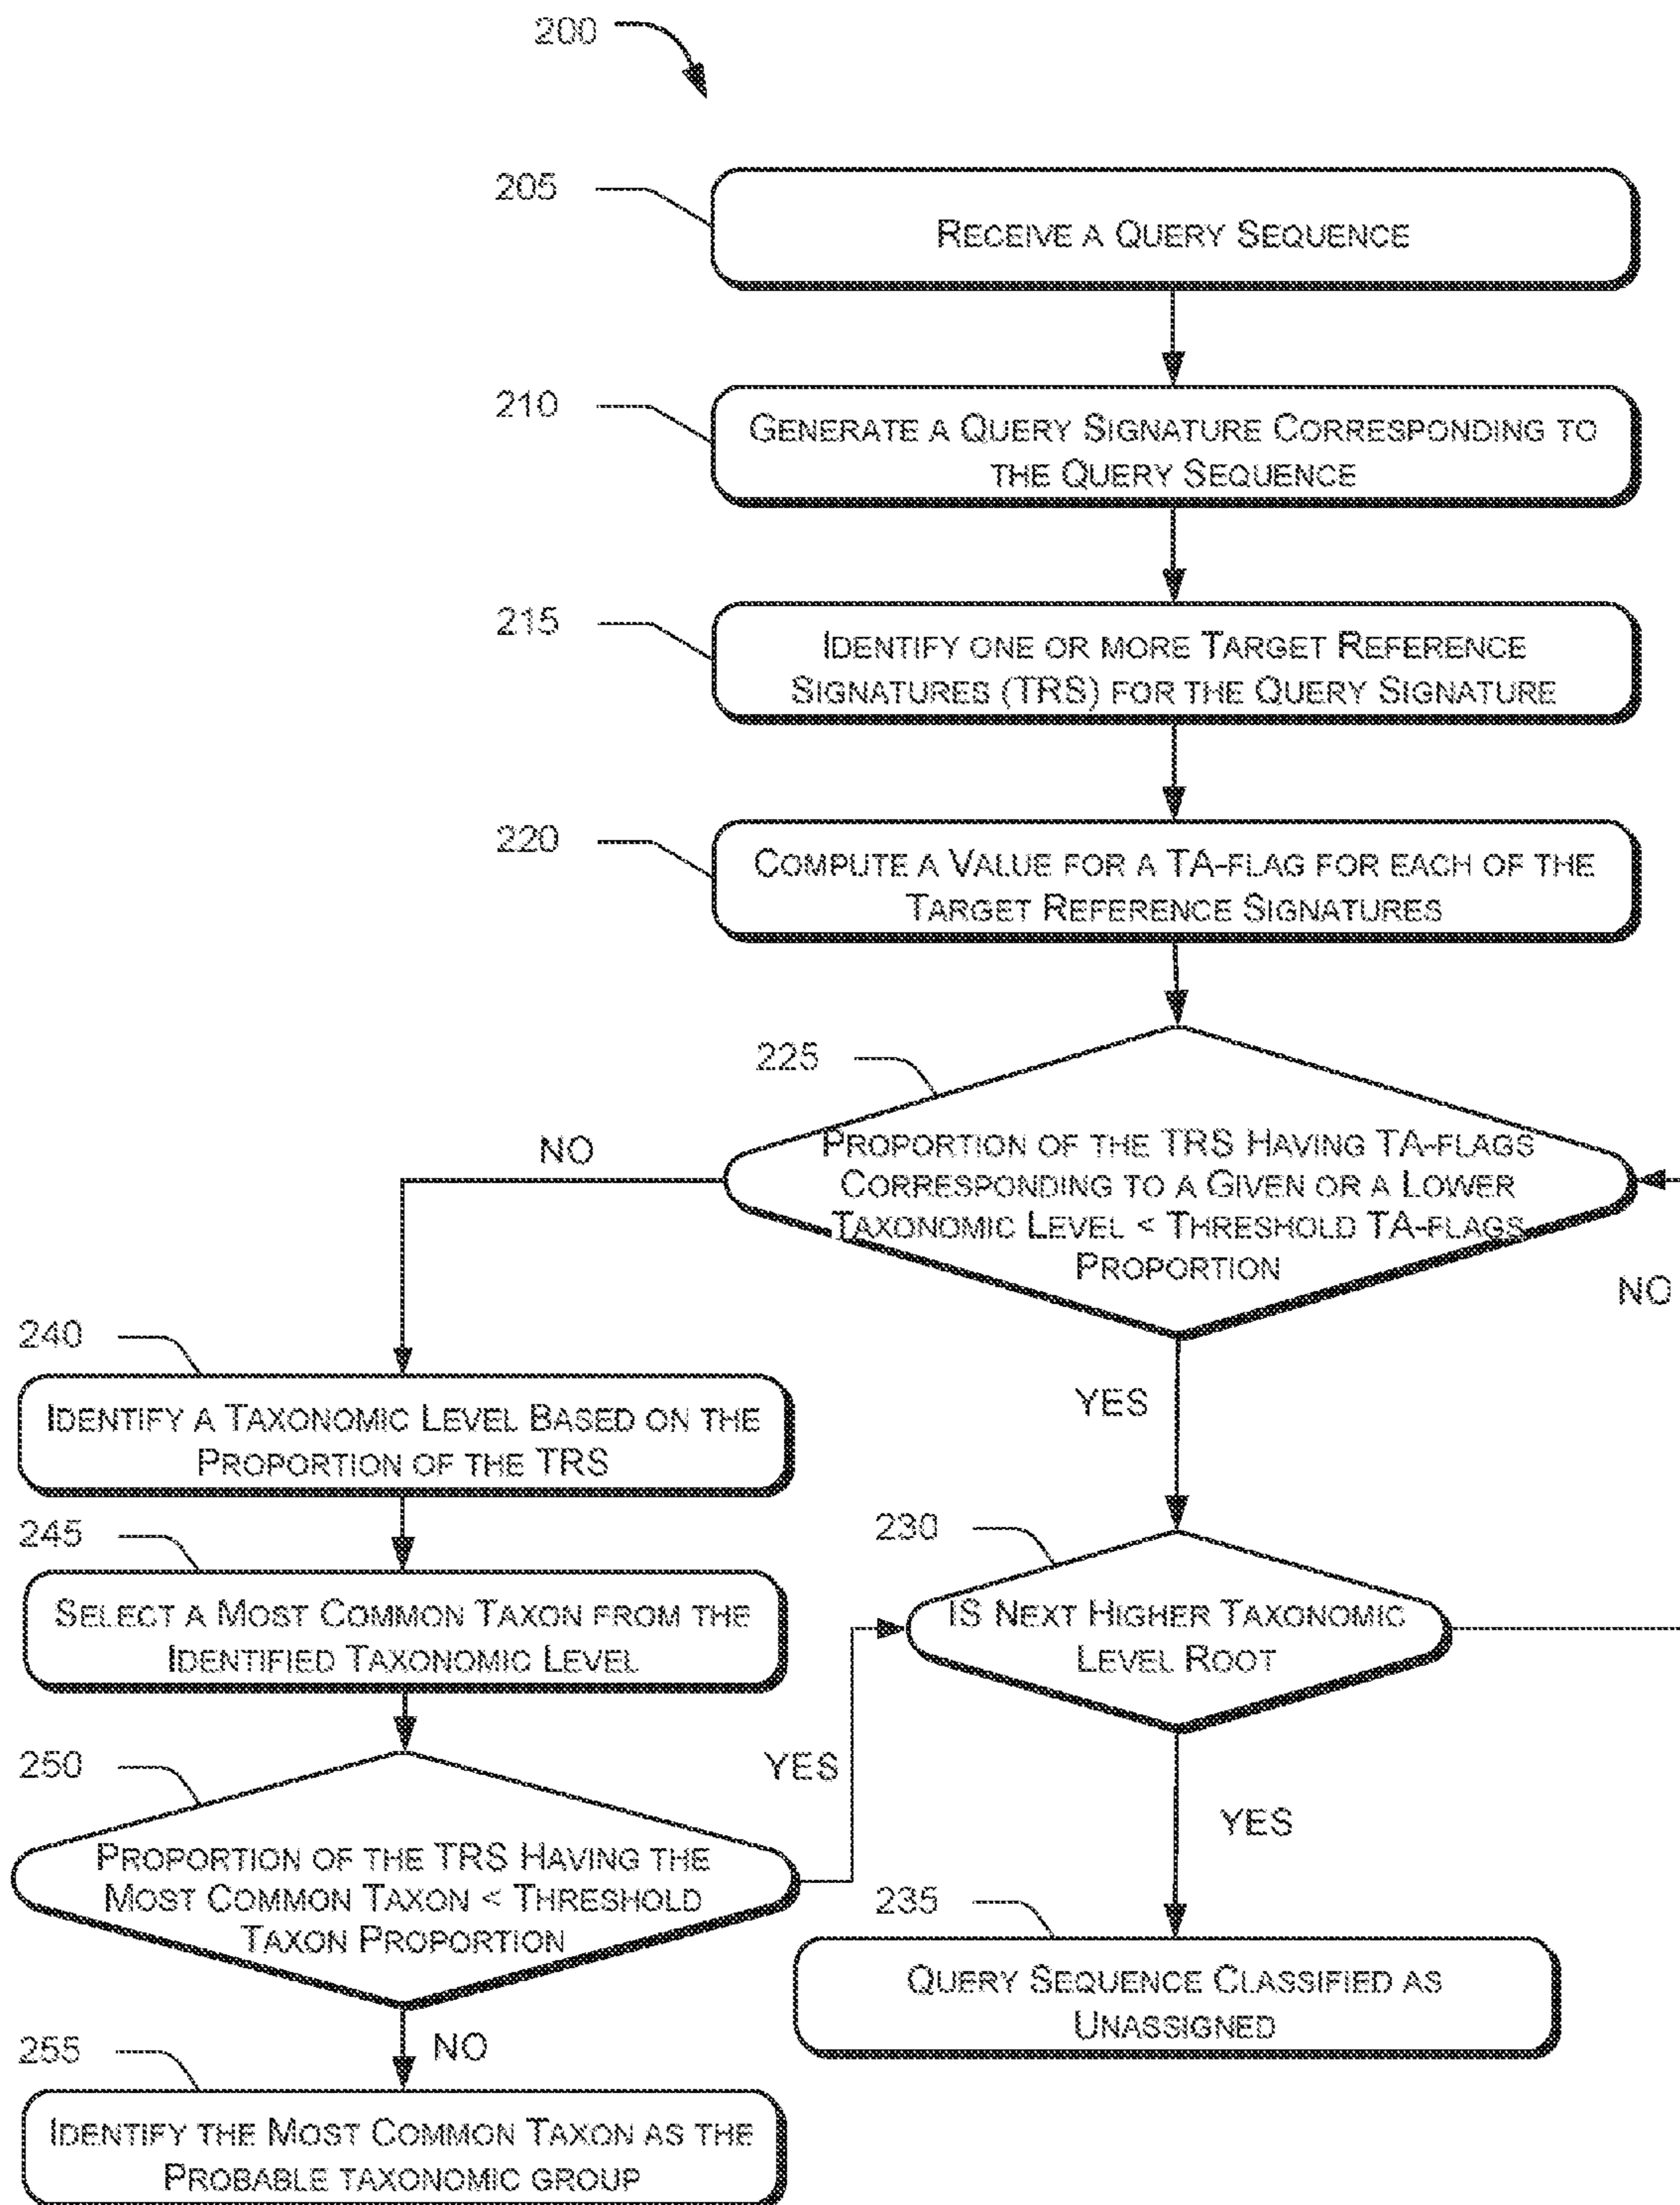 200
205
RECEIVE A QUERY SEQUENCE
210
GENERATE A QUERY SIGNATURE CORRESPONDING TO
THE QUERY SEQUENCE
215
IDENTIFY ONE OR MORE TARGET REFERENCE
SIGNATURES (TRS) FOR THE QUERY SIGNATURE
220
COMPUTE A VALUE FOR A TA-FLAG FOR EACH OF THE
TARGET REFERENCE SIGNATURES
225
PROPORTION OF THE TRS HAVING TA-FLAGS
CORRESPONDING TO A GIVEN OR A LOWER
TAXONOMIC LEVEL < THRESHOLD TA-FLAGS
PROPORTION
NO
NO
YES
240
IDENTIFY A TAXONOMIC LEVEL BASED ON THE
PROPORTION OF THE TRS
245
SELECT A MOST COMMON TAXON FROM THE
IDENTIFIED TAXONOMIC LEVEL
230
IS NEXT HIGHER TAXONOMIC
LEVEL ROOT
250
PROPORTION OF THE TRS HAVING THE
MOST COMMON TAXON < THRESHOLD
TAXON PROPORTION
YES
YES
235
QUERY SEQUENCE CLASSIFIED AS
UNASSIGNED
NO
255
IDENTIFY THE MOST COMMON TAXON AS THE
PROBABLE TAXONOMIC GROUP